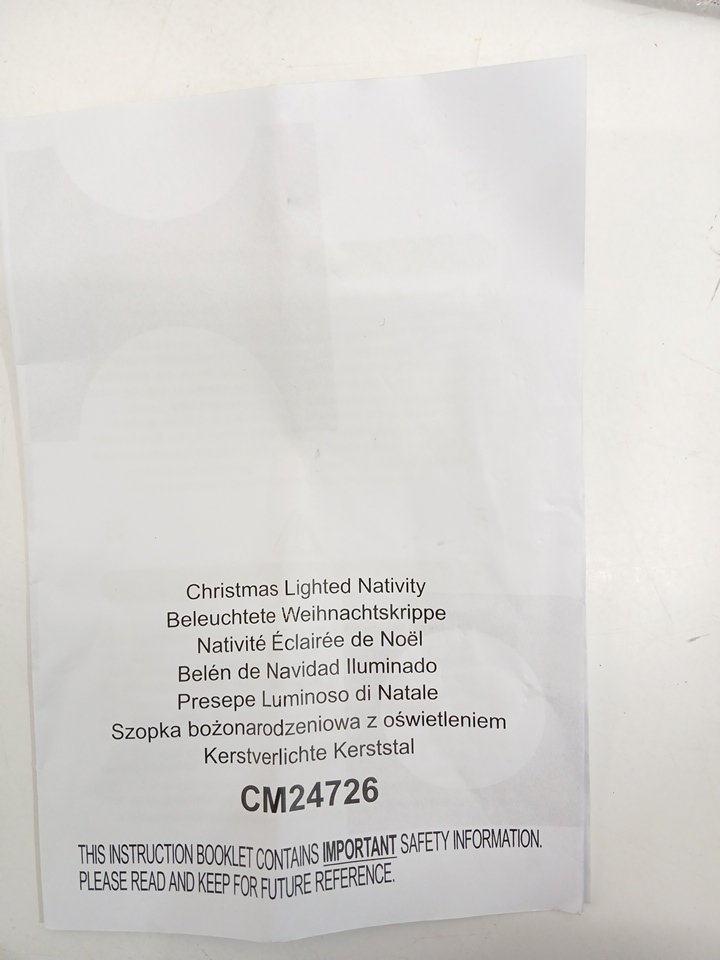 Christmas Lighted Nativity
Beleuchtete Weihnachtskrippe
Nativité Éclairée de Noël
Belén de Navidad Iluminado
Presepe Luminoso di Natale
Szopka bożonarodzeniowa z oświetleniem
Kerstverlichte Kerststal
CM24726
THIS INSTRUCTION BOOKLET CONTAINS IMPORTANT SAFETY INFORMATION.
PLEASE READ AND KEEP FOR FUTURE REFERENCE.